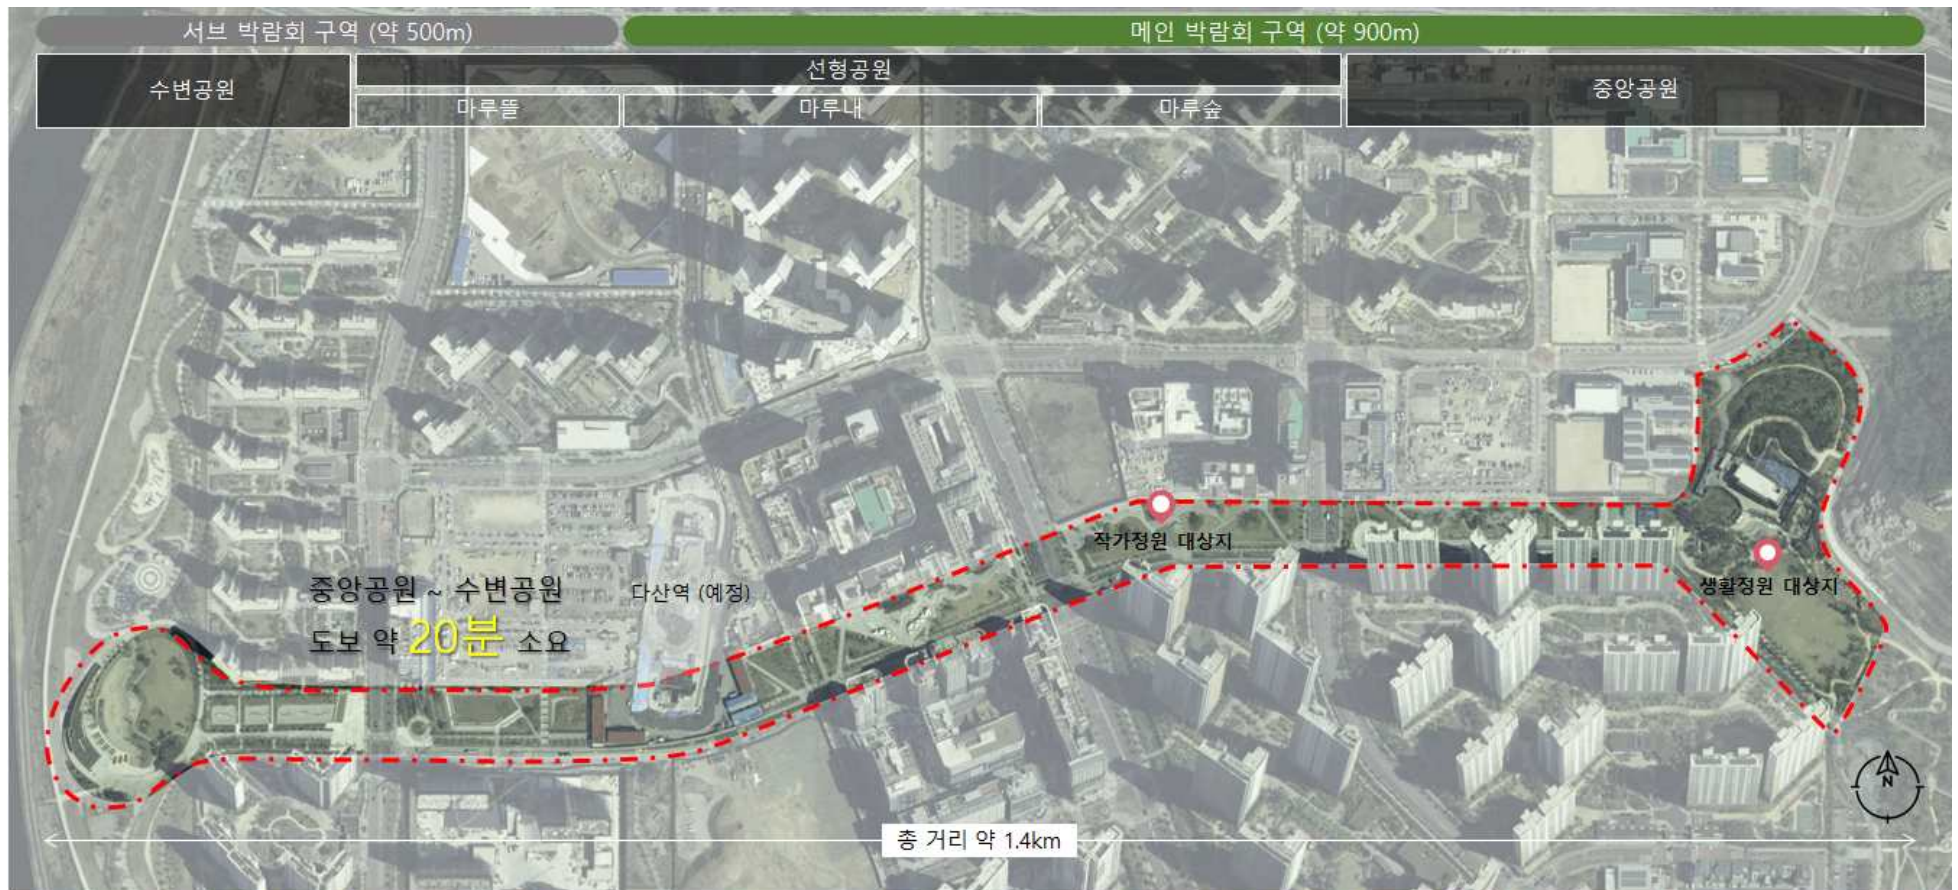 서브 박람회 구역 (약 500m)
메인 박람회 구역 (약 900m)
수변공원
선형공원
중앙공원
마루뜰
마루내
마루숲
작가정원 대상지
생활정원 대상지
중앙공원 ~ 수변공원
도보 약 20분 소요
다산역 (예정)
N
총 거리 약 1.4km